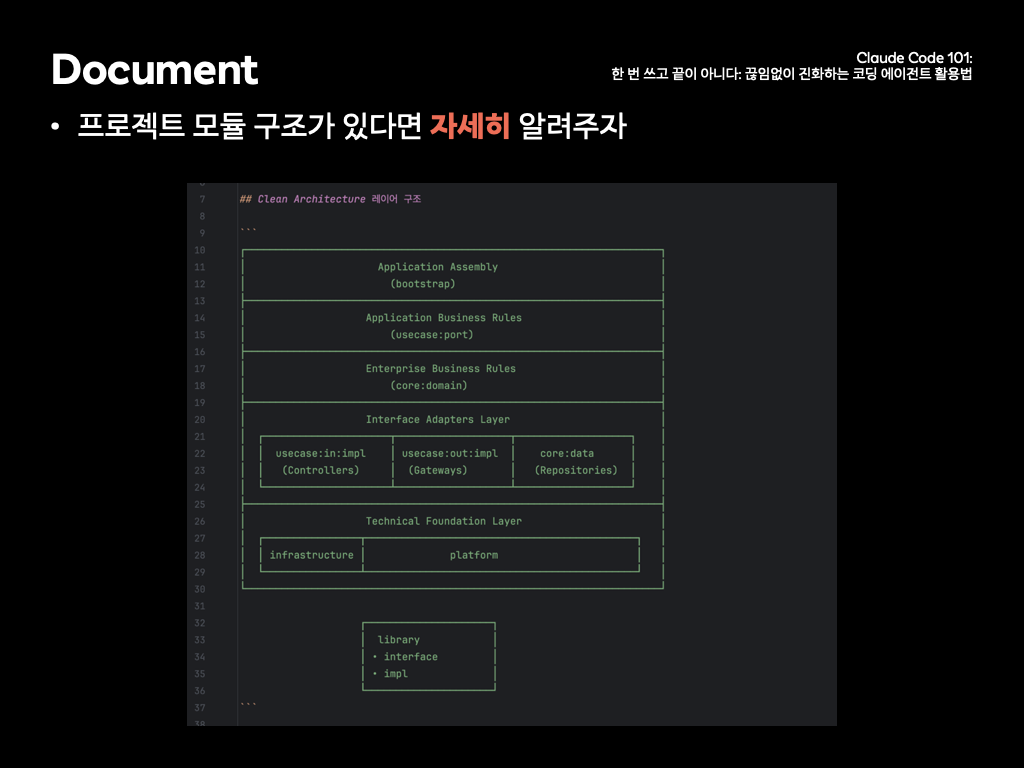 Document
Claude Code 101:
한 번 쓰고 끝이 아니다: 끊임없이 진화하는 코딩 에이전트 활용법
• 프로젝트 모듈 구조가 있다면 자세히 알려주자
7 ## Clean Architecture 레이어 구조
8
9 ```
10
11 Application Assembly
12 (bootstrap)
13
14 Application Business Rules
15 (usecase:port)
16
17 Enterprise Business Rules
18 (core:domain)
19
20 Interface Adapters Layer
21
22 usecase:in:impl usecase:out:impl core:data
23 (Controllers) (Gateways) (Repositories)
24
25
26 Technical Foundation Layer
27
28 infrastructure platform
29
30
31
32
33 library
34 • interface
35 • impl
36
37 ```
38